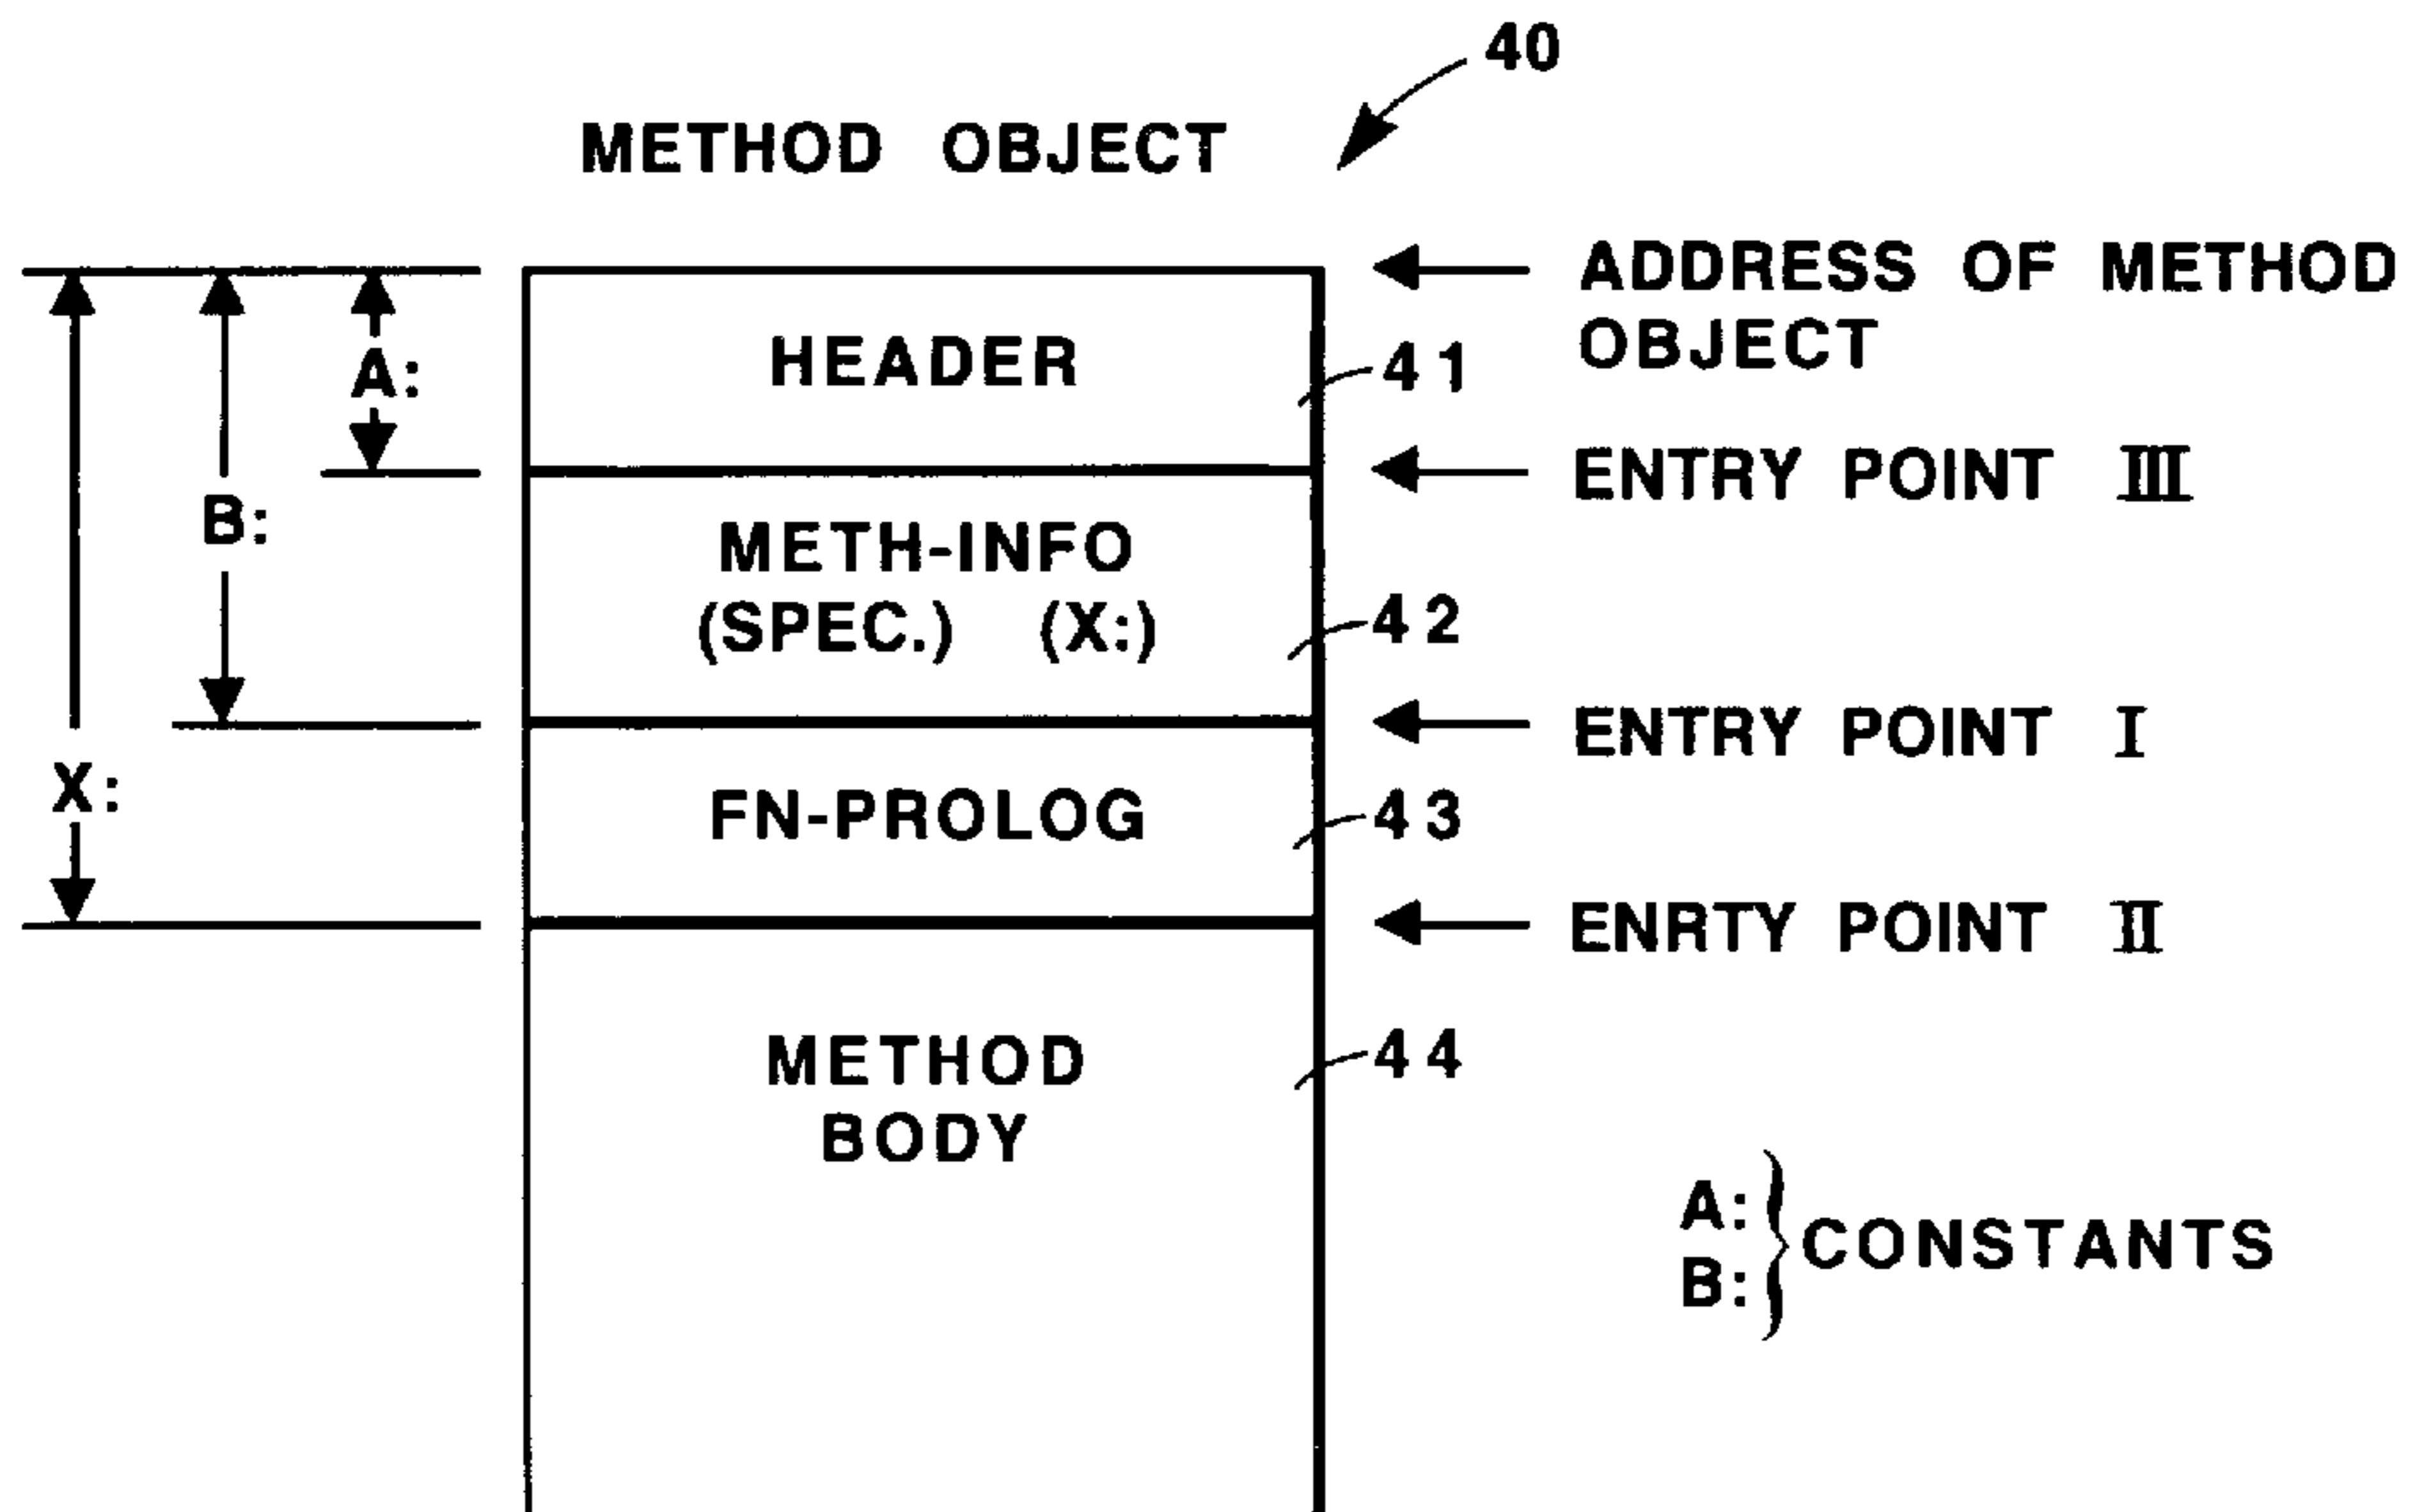 40
METHOD OBJECT
ADDRESS OF METHOD
OBJECT
A:
HEADER
41
ENTRY POINT III
B:
METH-INFO
(SPEC.) (X:)
42
ENTRY POINT I
X:
FN-PROLOG
43
ENRTY POINT II
METHOD
BODY
44
A:
B:
CONSTANTS